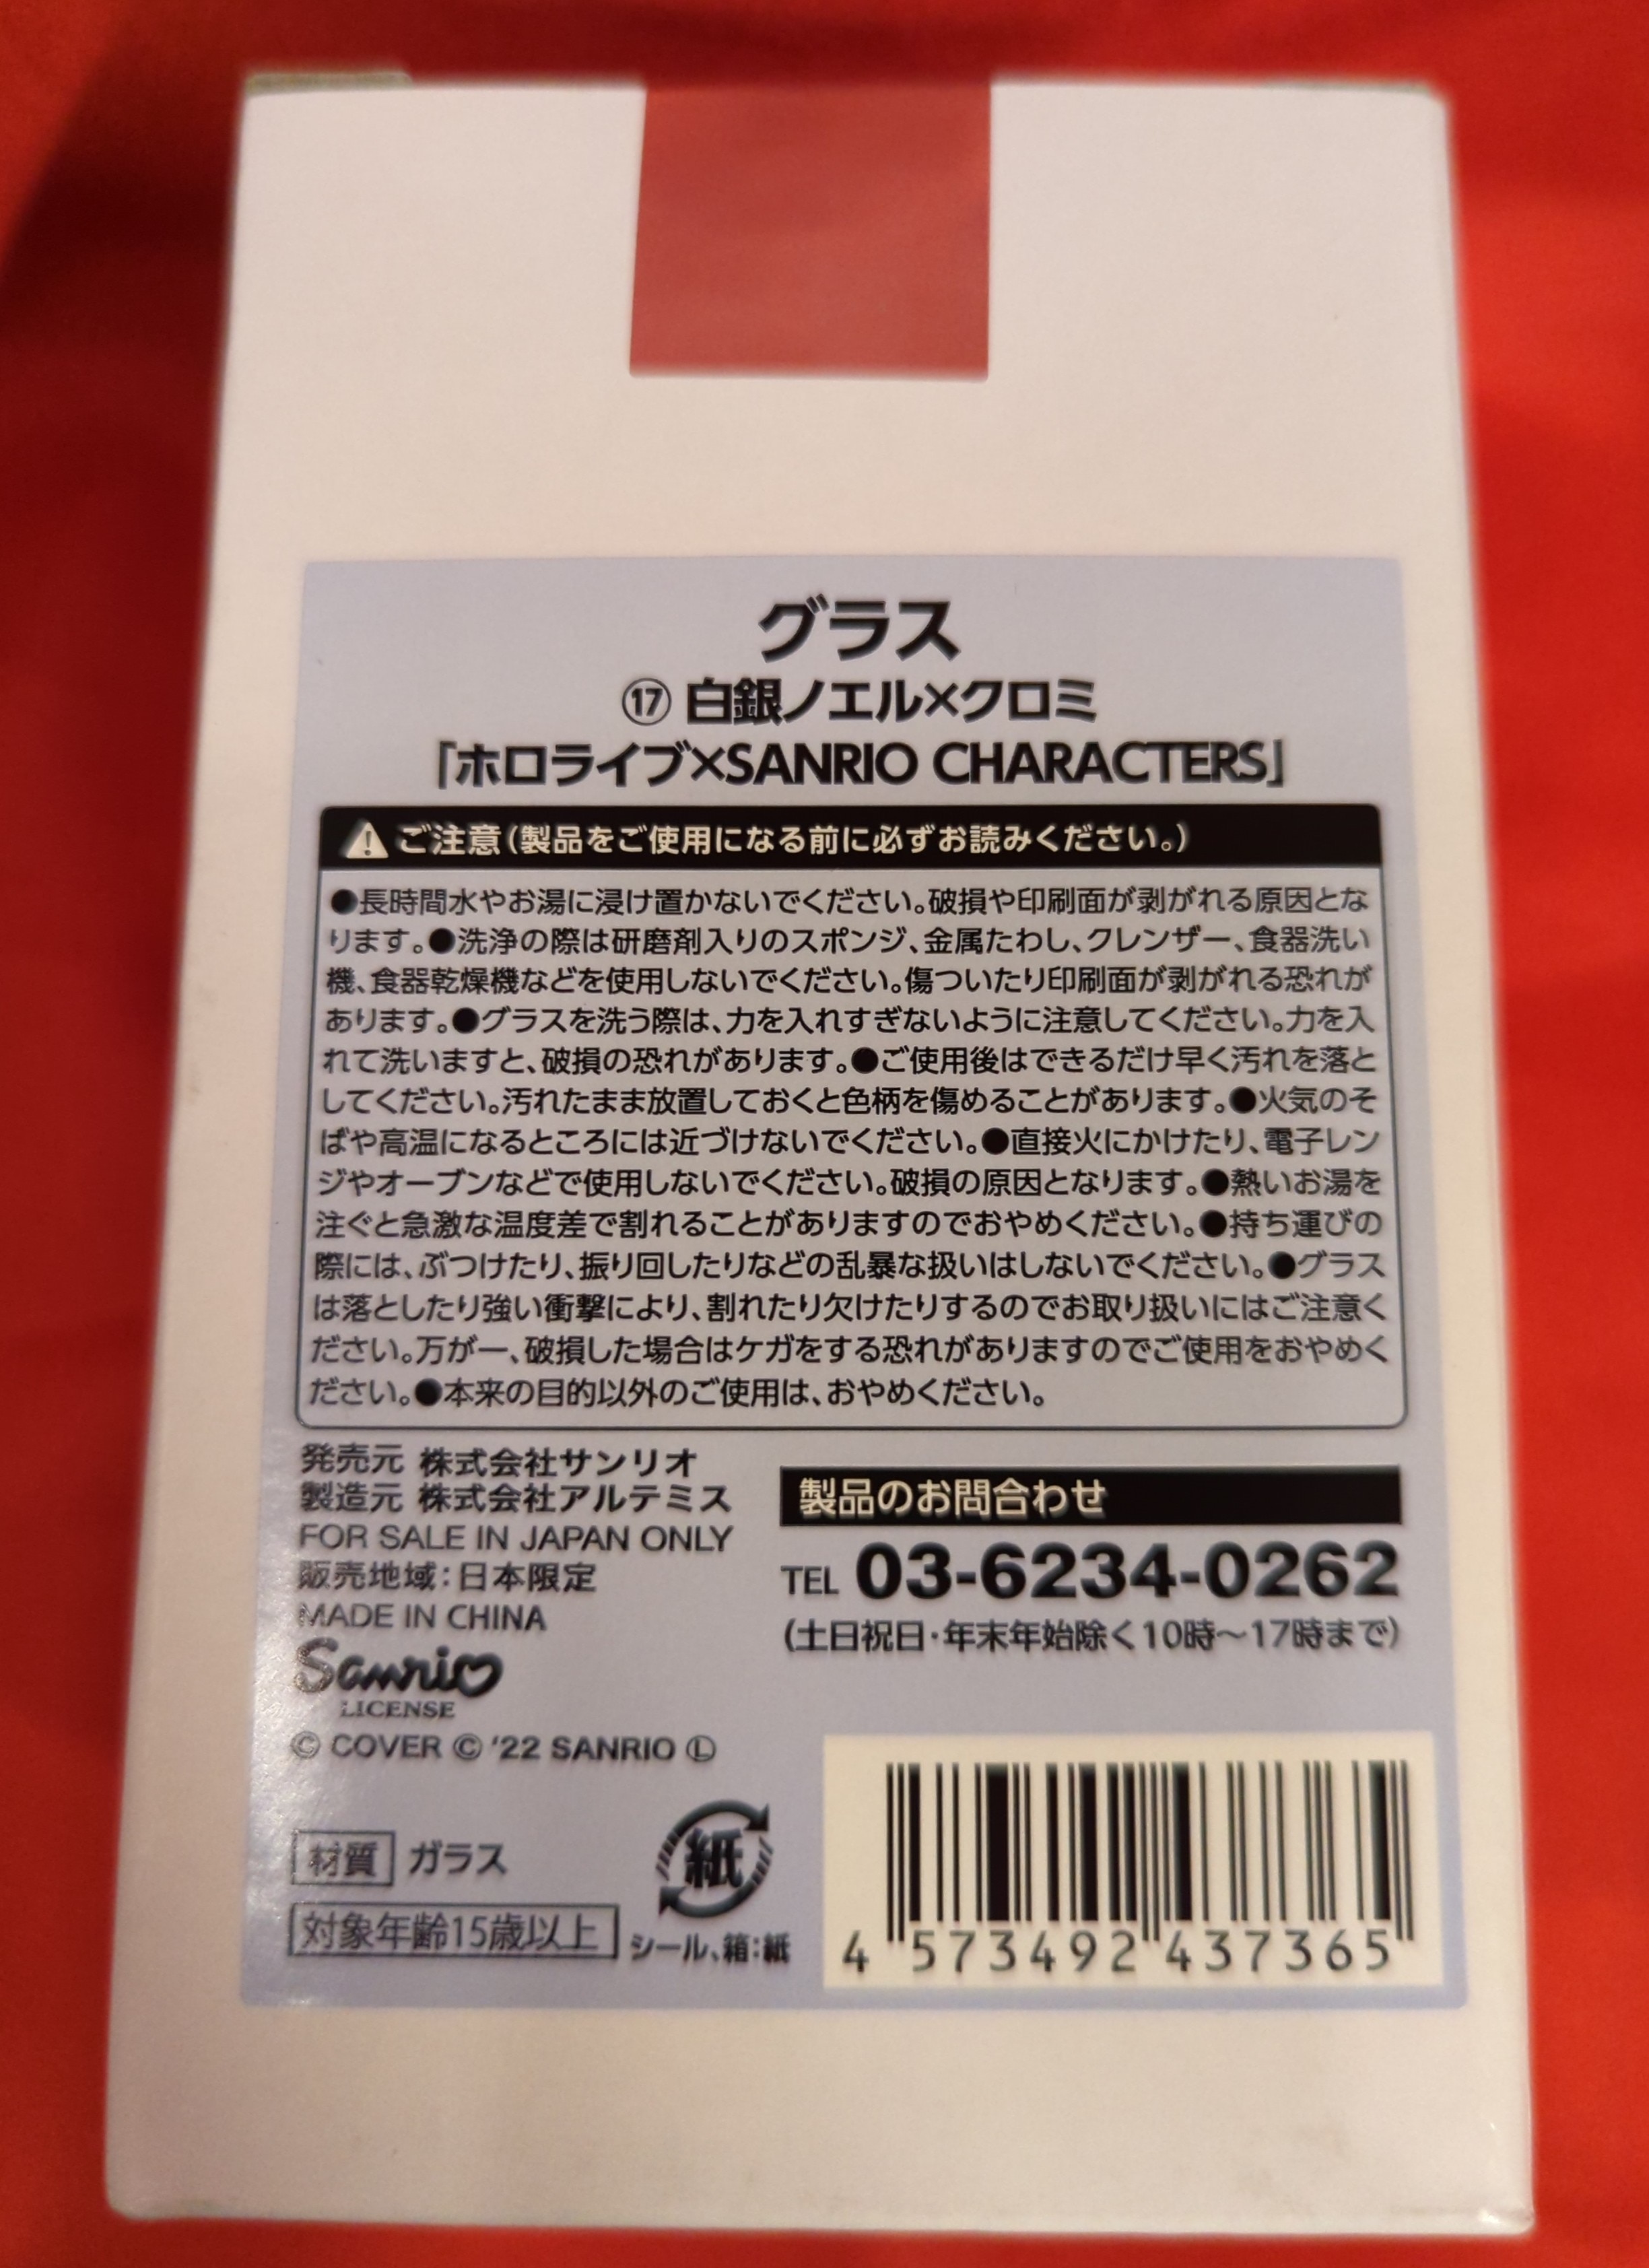 グラス
⑰ 白銀ノエル×クロミ
「ホロライブ×SANRIO CHARACTERS」
⚠ ご注意(製品をご使用になる前に必ずお読みください。)
●長時間水やお湯に浸け置かないでください。破損や印刷面が剥がれる原因とな
ります。●洗浄の際は研磨剤入りのスポンジ、金属たわし、クレンザー、食器洗い
機、食器乾燥機などを使用しないでください。傷ついたり印刷面が剥がれる恐れが
あります。●グラスを洗う際は、力を入れすぎないように注意してください。力を入
れて洗いますと、破損の恐れがあります。●ご使用後はできるだけ早く汚れを落と
してください。汚れたまま放置しておくと色柄を傷めることがあります。●火気のそ
ばや高温になるところには近づけないでください。●直接火にかけたり、電子レン
ジやオーブンなどで使用しないでください。破損の原因となります。●熱いお湯を
注ぐと急激な温度差で割れることがありますのでおやめください。●持ち運びの
際には、ぶつけたり、振り回したりなどの乱暴な扱いはしないでください。●グラス
は落としたり強い衝撃により、割れたり欠けたりするのでお取り扱いにはご注意く
ださい。万が一、破損した場合はケガをする恐れがありますのでご使用をおやめく
ださい。●本来の目的以外のご使用は、おやめください。
発売元 株式会社サンリオ
製造元 株式会社アルテミス
FOR SALE IN JAPAN ONLY
販売地域:日本限定
MADE IN CHINA
Sanrio
LICENSE
© COVER © '22 SANRIO Ⓛ
製品のお問合わせ
TEL 03-6234-0262
(土日祝日・年末年始除く10時～17時まで)
材質 ガラス
対象年齢15歳以上
紙
シール、箱:紙
4 573492 437365